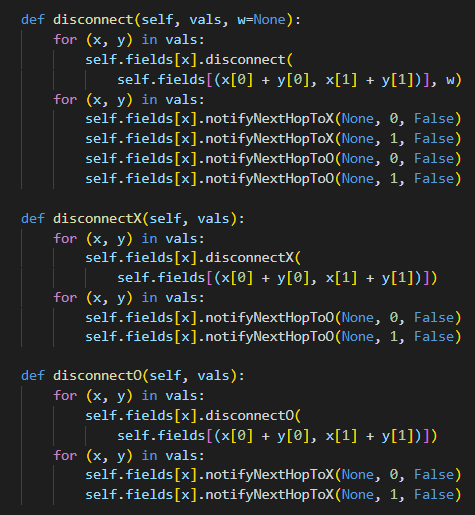 def disconnect(self, vals, w=None):
    for (x, y) in vals:
        self.fields[x].disconnect(
            self.fields[(x[0] + y[0], x[1] + y[1])], w)
    for (x, y) in vals:
        self.fields[x].notifyNextHopToX(None, 0, False)
        self.fields[x].notifyNextHopToX(None, 1, False)
        self.fields[x].notifyNextHopToO(None, 0, False)
        self.fields[x].notifyNextHopToO(None, 1, False)

def disconnectX(self, vals):
    for (x, y) in vals:
        self.fields[x].disconnectX(
            self.fields[(x[0] + y[0], x[1] + y[1])])
    for (x, y) in vals:
        self.fields[x].notifyNextHopToO(None, 0, False)
        self.fields[x].notifyNextHopToO(None, 1, False)

def disconnectO(self, vals):
    for (x, y) in vals:
        self.fields[x].disconnectO(
            self.fields[(x[0] + y[0], x[1] + y[1])])
    for (x, y) in vals:
        self.fields[x].notifyNextHopToX(None, 0, False)
        self.fields[x].notifyNextHopToX(None, 1, False)